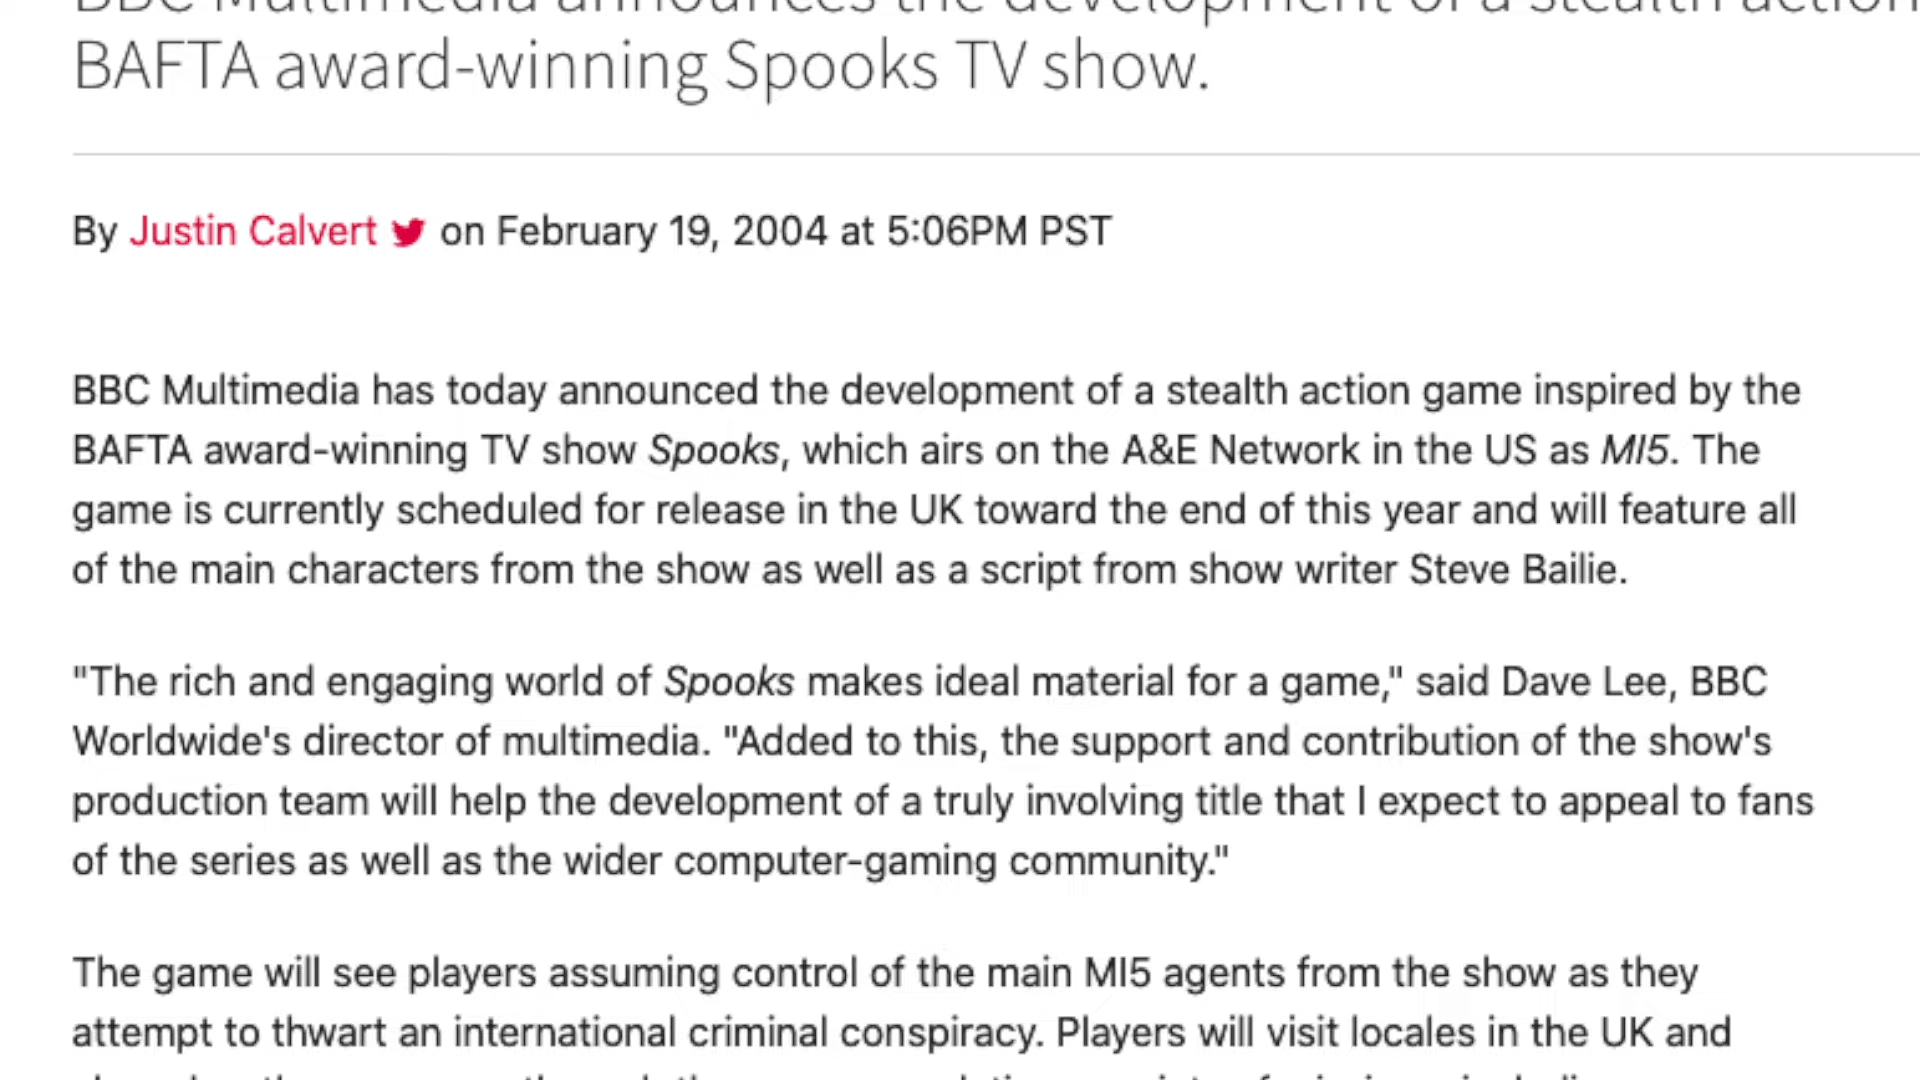 BBC Multimedia announces the development of a stealth action
BAFTA award-winning Spooks TV show.
By Justin Calvert on February 19, 2004 at 5:06PM PST
BBC Multimedia has today announced the development of a stealth action game inspired by the
BAFTA award-winning TV show Spooks, which airs on the A&E Network in the US as MI5. The
game is currently scheduled for release in the UK toward the end of this year and will feature all
of the main characters from the show as well as a script from show writer Steve Bailie.
"The rich and engaging world of Spooks makes ideal material for a game," said Dave Lee, BBC
Worldwide's director of multimedia. "Added to this, the support and contribution of the show's
production team will help the development of a truly involving title that I expect to appeal to fans
of the series as well as the wider computer-gaming community."
The game will see players assuming control of the main MI5 agents from the show as they
attempt to thwart an international criminal conspiracy. Players will visit locales in the UK and